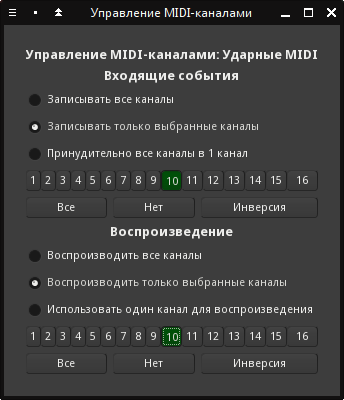 Управление MIDI-каналами
Управление MIDI-каналами: Ударные MIDI
Входящие события
Записывать все каналы
Записывать только выбранные каналы
Принудительно все каналы в 1 канал
1 2 3 4 5 6 7 8 9 10 11 12 13 14 15 16
Все Нет Инверсия
Воспроизведение
Воспроизводить все каналы
Воспроизводить только выбранные каналы
Использовать один канал для воспроизведения
1 2 3 4 5 6 7 8 9 10 11 12 13 14 15 16
Все Нет Инверсия